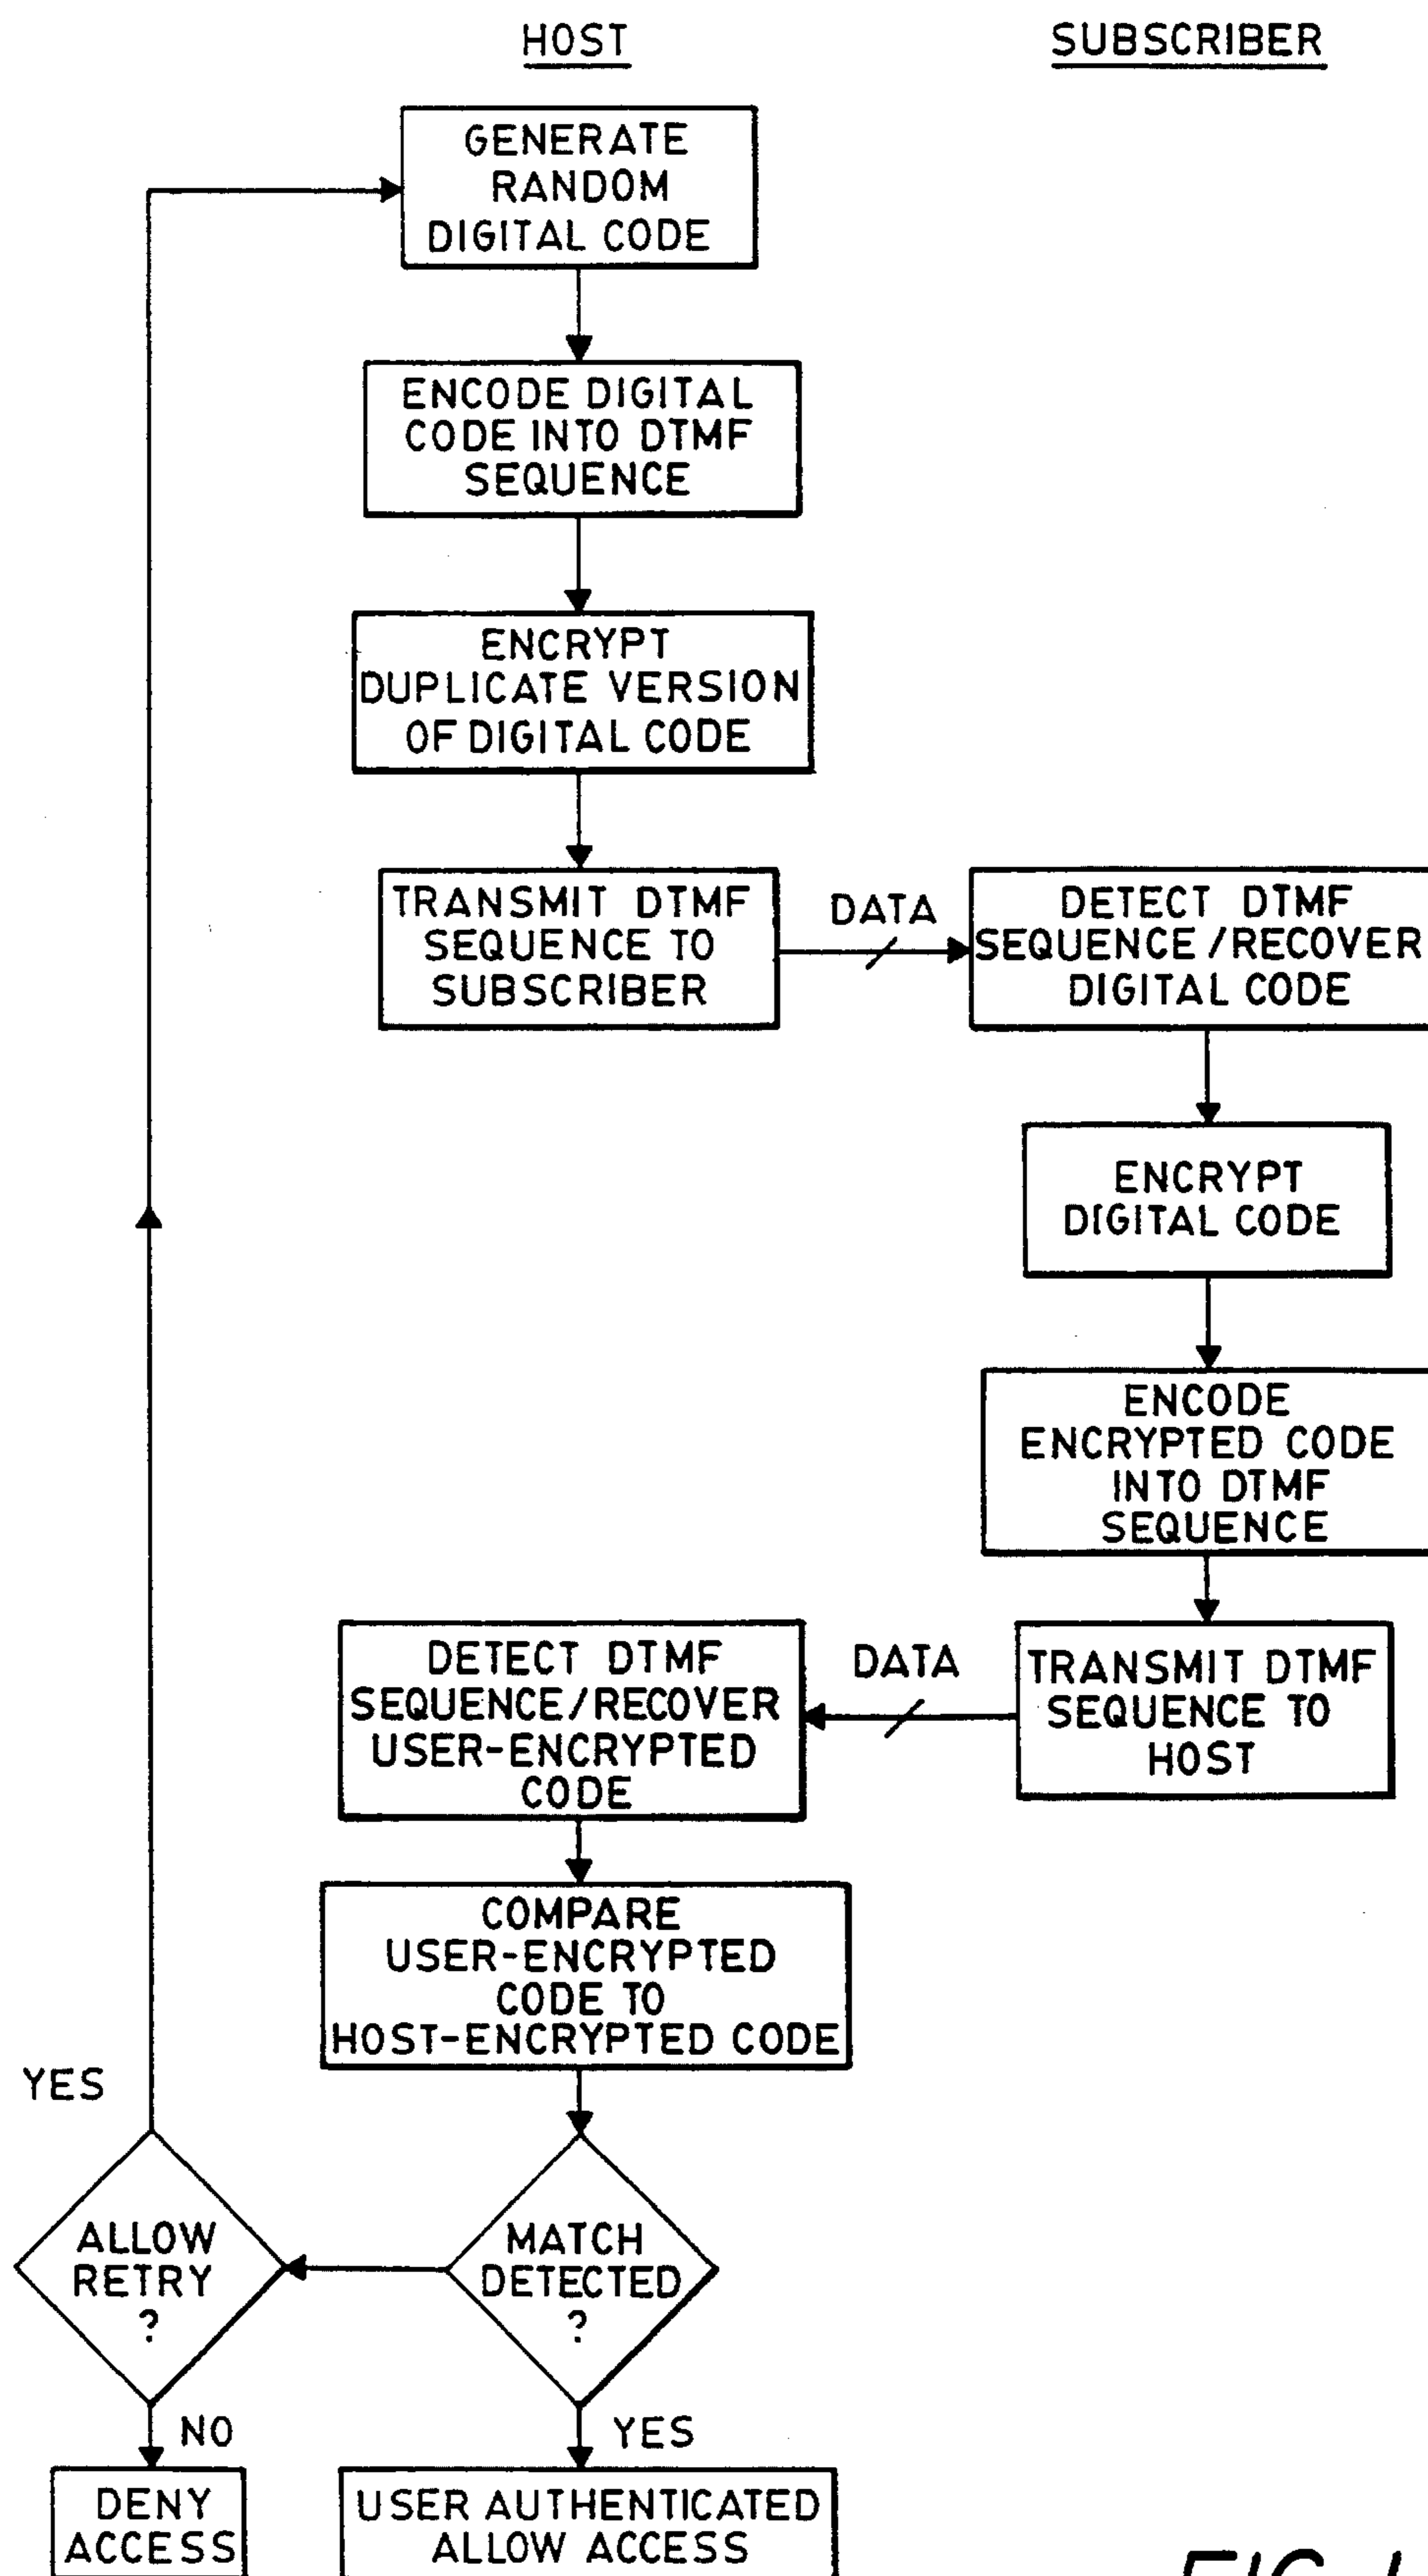 HOST
SUBSCRIBER
GENERATE
RANDOM
DIGITAL CODE
ENCODE DIGITAL
CODE INTO DTMF
SEQUENCE
ENCRYPT
DUPLICATE VERSION
OF DIGITAL CODE
TRANSMIT DTMF
SEQUENCE TO
SUBSCRIBER
DATA
DETECT DTMF
SEQUENCE/RECOVER
DIGITAL CODE
ENCRYPT
DIGITAL CODE
ENCODE
ENCRYPTED CODE
INTO DTMF
SEQUENCE
TRANSMIT DTMF
SEQUENCE TO
HOST
DATA
DETECT DTMF
SEQUENCE/RECOVER
USER-ENCRYPTED
CODE
COMPARE
USER-ENCRYPTED
CODE TO
HOST-ENCRYPTED CODE
YES
MATCH
DETECTED
?
ALLOW
RETRY
?
NO
YES
DENY
ACCESS
USER AUTHENTICATED
ALLOW ACCESS
FIG. 1